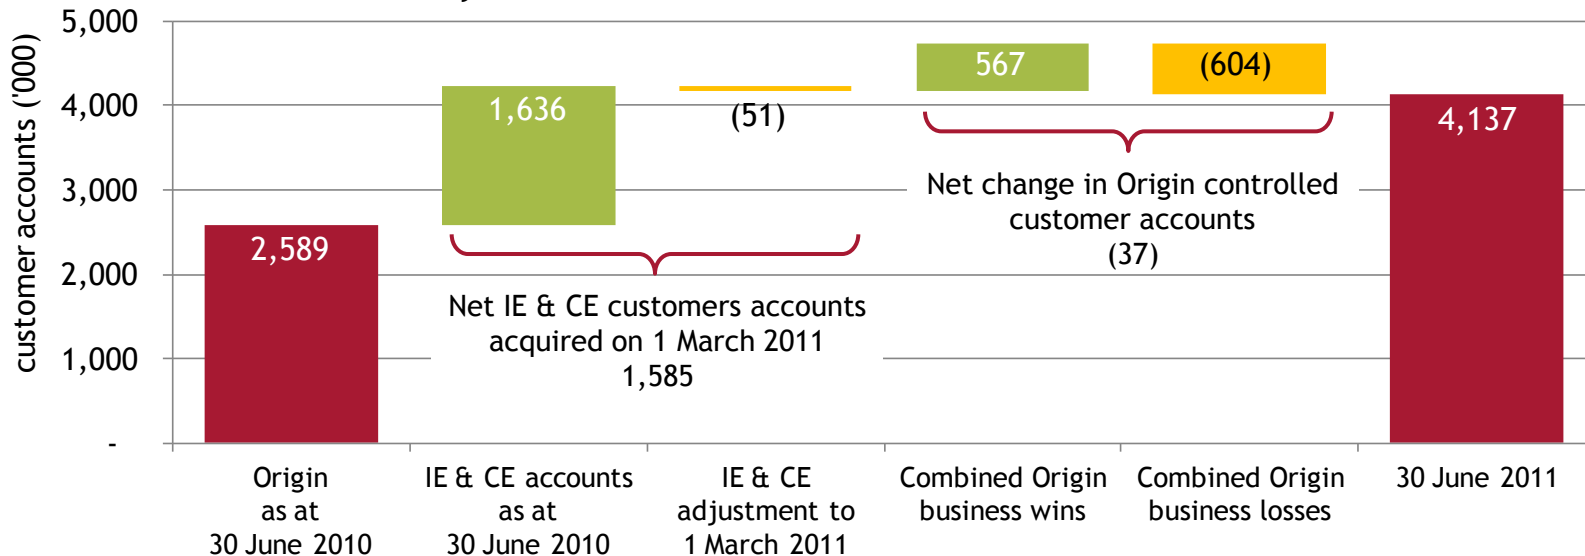 5,000
4,000
3,000
2,000
1,000
-
customer accounts ('000)
2,589
1,636
(51)
567
(604)
4,137
Net IE & CE customers accounts
acquired on 1 March 2011
1,585
Net change in Origin controlled
customer accounts
(37)
Origin
as at
30 June 2010
IE & CE accounts
as at
30 June 2010
IE & CE
adjustment to
1 March 2011
Combined Origin
business wins
Combined Origin
business losses
30 June 2011